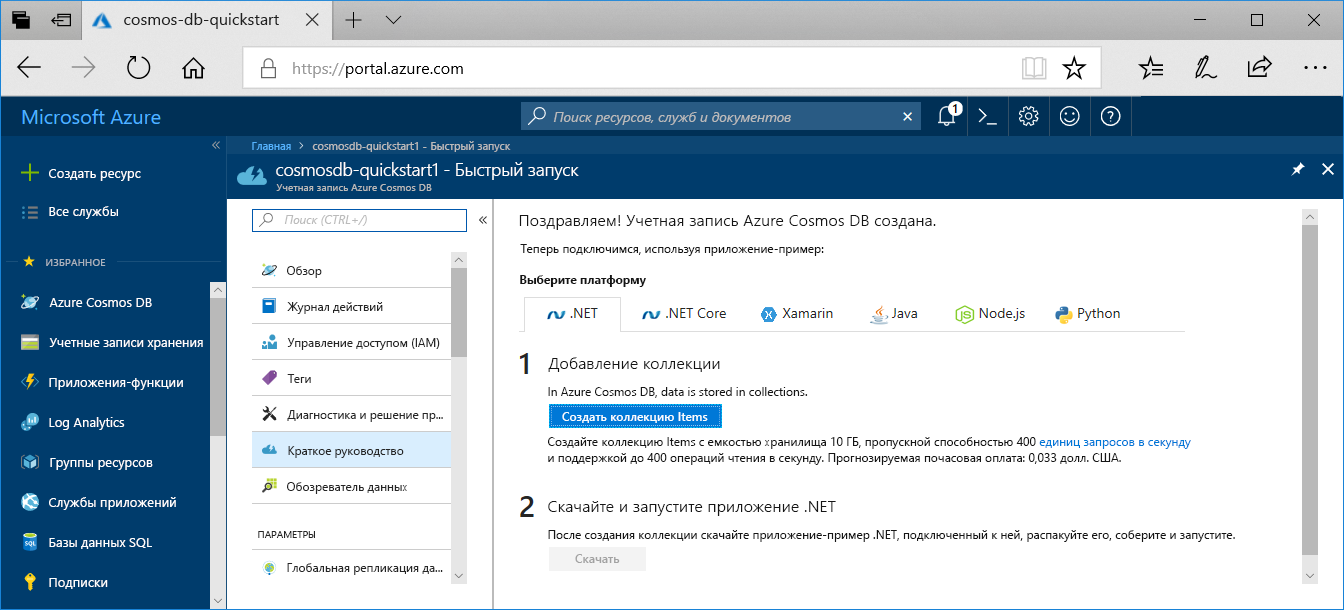 cosmos-db-quickstart
https://portal.azure.com
Microsoft Azure
Поиск ресурсов, служб и документов
1
Создать ресурс
Все службы
ИЗБРАННОЕ
Azure Cosmos DB
Учетные записи хранения
Приложения-функции
Log Analytics
Группы ресурсов
Службы приложений
Базы данных SQL
Подписки
Главная > cosmosdb-quickstart1 - Быстрый запуск
cosmosdb-quickstart1 - Быстрый запуск
Учетная запись Azure Cosmos DB
Поиск (CTRL+/)
Обзор
Журнал действий
Управление доступом (IAM)
Теги
Диагностика и решение пр...
Краткое руководство
Обозреватель данных
ПАРАМЕТРЫ
Глобальная репликация да...
Поздравляем! Учетная запись Azure Cosmos DB создана.
Теперь подключимся, используя приложение-пример:
Выберите платформу
.NET .NET Core Xamarin Java Node.js Python
1 Добавление коллекции
In Azure Cosmos DB, data is stored in collections.
Создать коллекцию Items
Создайте коллекцию Items с емкостью хранилища 10 ГБ, пропускной способностью 400 единиц запросов в секунду
и поддержкой до 400 операций чтения в секунду. Прогнозируемая почасовая оплата: 0,033 долл. США.
2 Скачайте и запустите приложение .NET
После создания коллекции скачайте приложение-пример .NET, подключенный к ней, распакуйте его, соберите и запустите.
Скачать